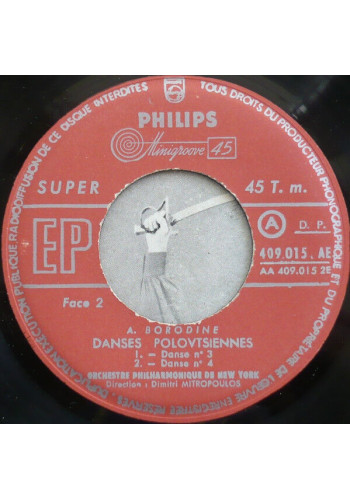 TOUS DROITS DU PRODUCTEUR PHONOGRAPHIQUE ET DU PROPRIÉTAIRE DE L'ŒUVRE ENREGISTRÉE RÉSERVÉS. DUPLICATION EXÉCUTION PUBLIQUE RADIODIFFUSION DE CE DISQUE INTERDITES
PHILIPS
Minigroove 45
SUPER
45 T. m.
EP
A D. P.
409.015. AE
AA 409.015 2E
Face 2
A. BORODINE
DANSES POLOVTSIENNES
1. - Danse n° 3
2. - Danse n° 4
ORCHESTRE PHILHARMONIQUE DE NEW YORK
Direction : Dimitri MITROPOULOS